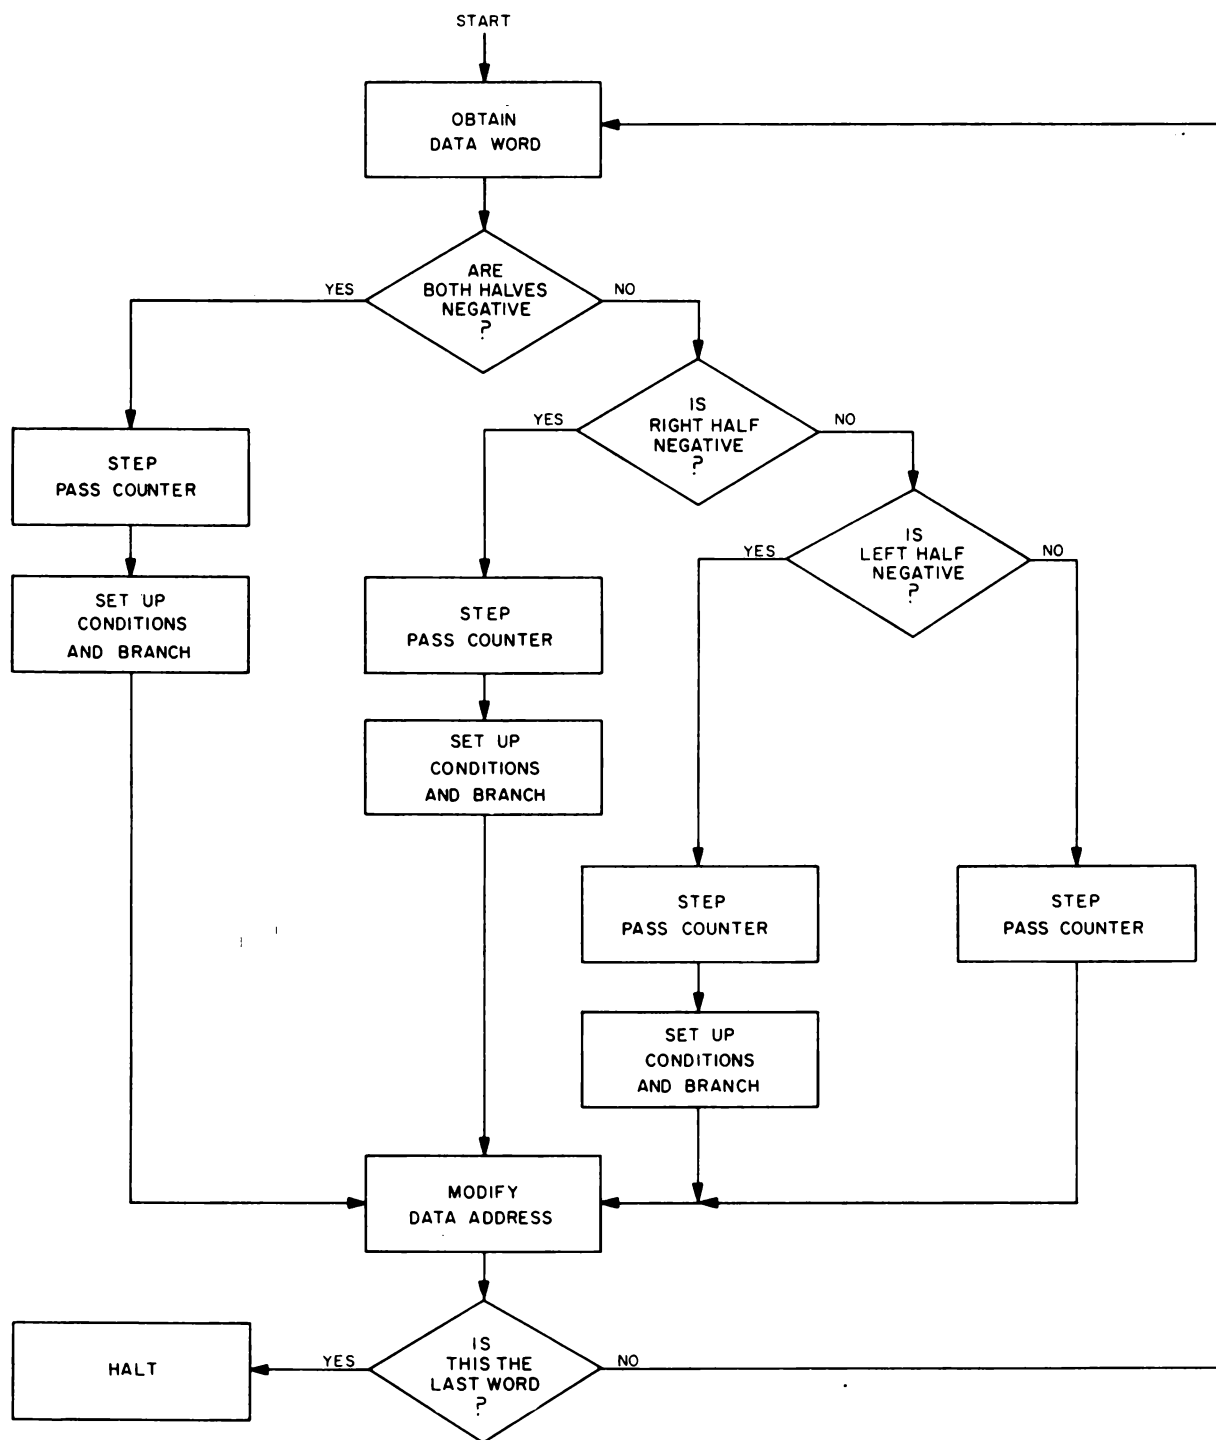 START
OBTAIN
DATA WORD
ARE
BOTH HALVES
NEGATIVE
?
YES
NO
IS
RIGHT HALF
NEGATIVE
?
YES
NO
STEP
PASS COUNTER
IS
LEFT HALF
NEGATIVE
?
YES
NO
SET UP
CONDITIONS
AND BRANCH
STEP
PASS COUNTER
SET UP
CONDITIONS
AND BRANCH
STEP
PASS COUNTER
STEP
PASS COUNTER
SET UP
CONDITIONS
AND BRANCH
MODIFY
DATA ADDRESS
IS
THIS THE
LAST WORD
?
YES
NO
HALT